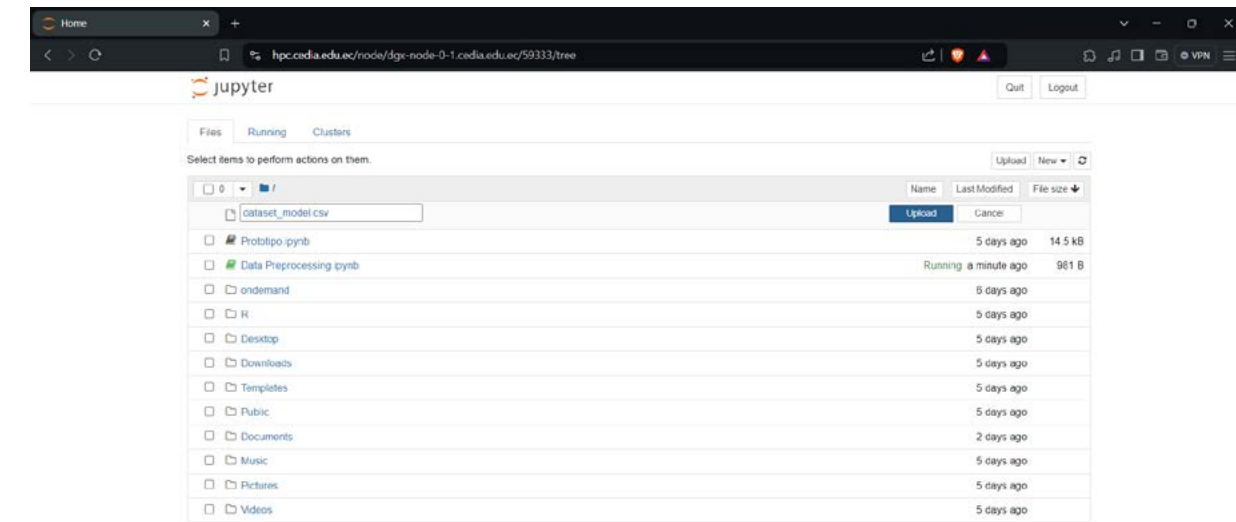 Home
hpc.cedia.edu.ec/node/dgx-node-0-1.cedia.edu.ec/59333/tree
VPN
jupyter
Quit Logout
Files Running Clusters
Select items to perform actions on them.
Upload New
0 / Name Last Modified File size
dataset_model.csv Upload Cancel
Prototipo.ipynb 5 days ago 14.5 kB
Data Preprocessing.ipynb Running a minute ago 981 B
ondemand 6 days ago
R 5 days ago
Desktop 5 days ago
Downloads 5 days ago
Templates 5 days ago
Public 5 days ago
Documents 2 days ago
Music 5 days ago
Pictures 5 days ago
Videos 5 days ago